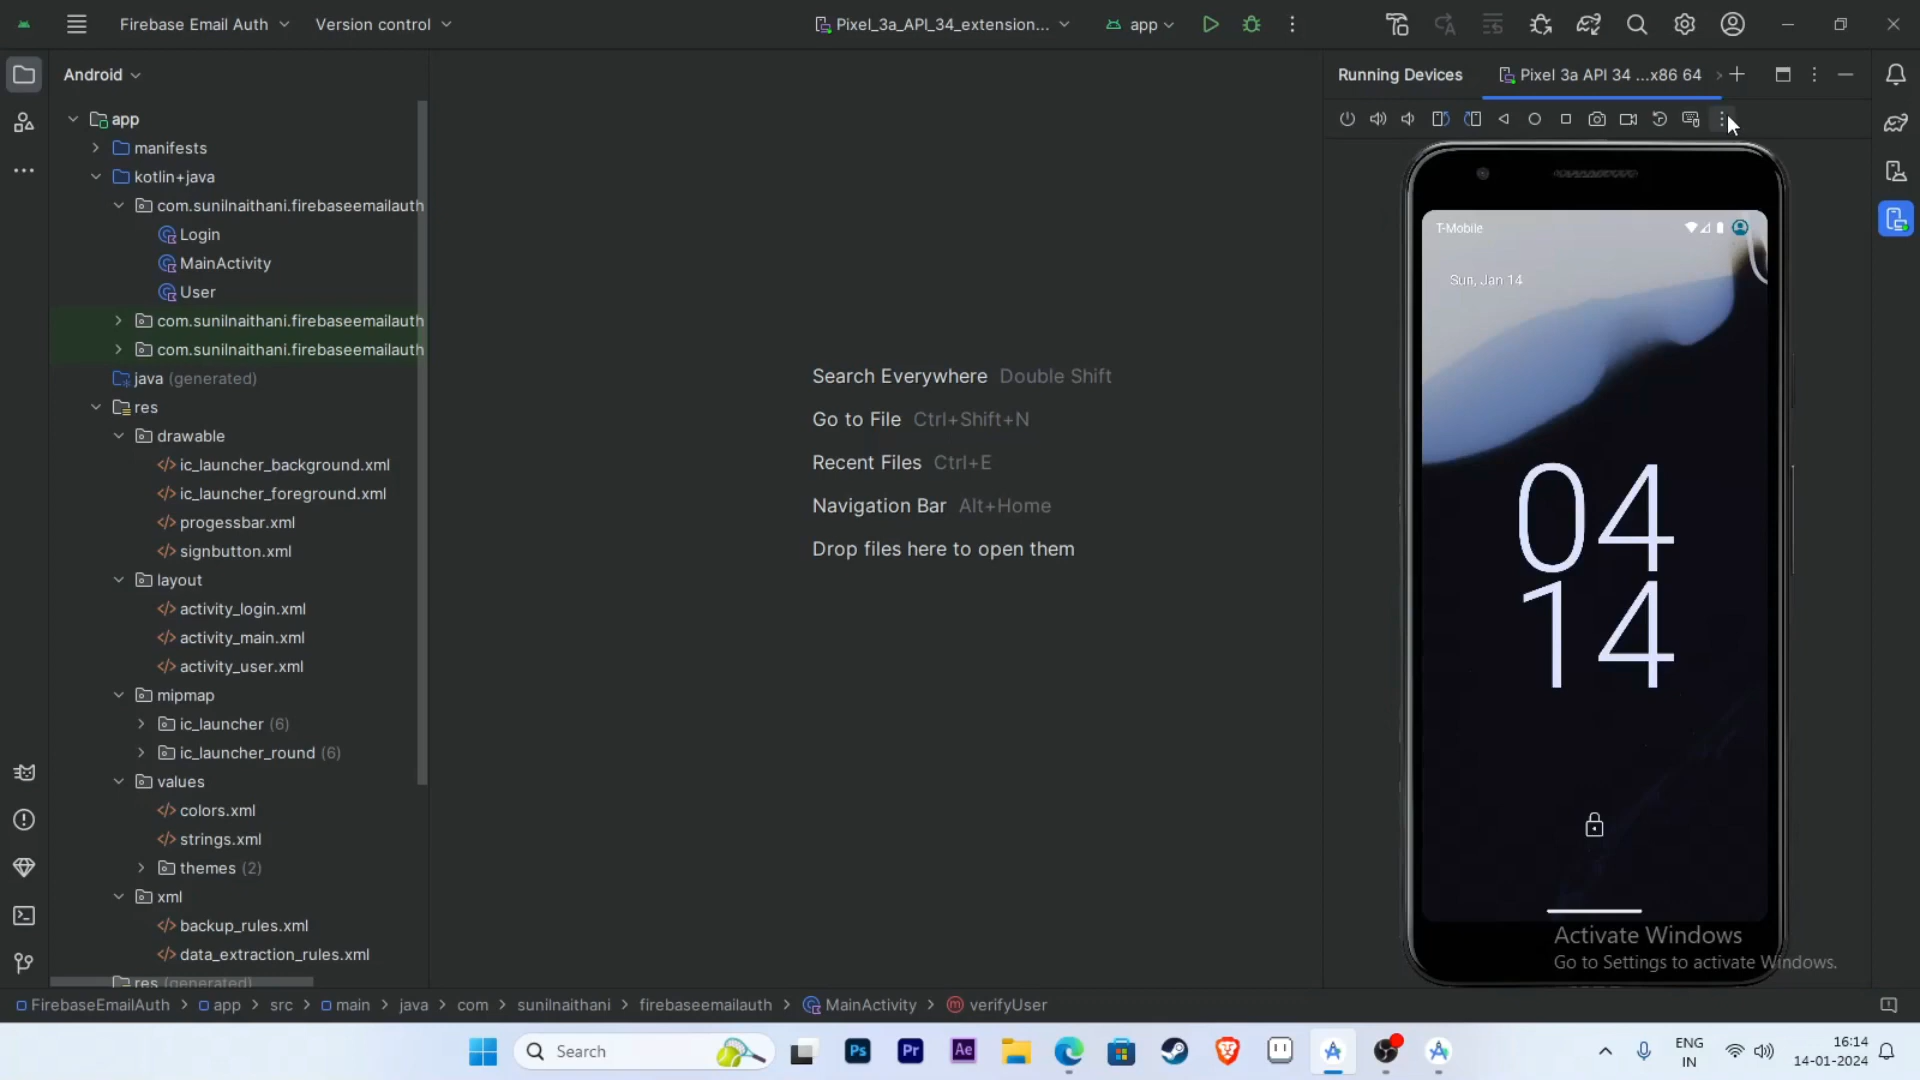 Firebase Email Auth
Version control
Pixel_3a_API_34_extension...
app
Android
Running Devices
Pixel 3a API 34 ...x86 64
app
manifests
kotlin+java
com.sunilnaithani.firebaseemailauth
Login
MainActivity
User
com.sunilnaithani.firebaseemailauth
com.sunilnaithani.firebaseemailauth
java (generated)
res
drawable
ic_launcher_background.xml
ic_launcher_foreground.xml
progessbar.xml
signbutton.xml
layout
activity_login.xml
activity_main.xml
activity_user.xml
mipmap
ic_launcher (6)
ic_launcher_round (6)
values
colors.xml
strings.xml
themes (2)
xml
backup_rules.xml
data_extraction_rules.xml
res (generated)
Search Everywhere Double Shift
Go to File Ctrl+Shift+N
Recent Files Ctrl+E
Navigation Bar Alt+Home
Drop files here to open them
T-Mobile
Sun, Jan 14
04
14
Activate Windows
Go to Settings to activate Windows.
FirebaseEmailAuth > app > src > main > java > com > sunilnaithani > firebaseemailauth > MainActivity > verifyUser
Search
Ps
Pr
Ae
ENG
IN
16:14
14-01-2024